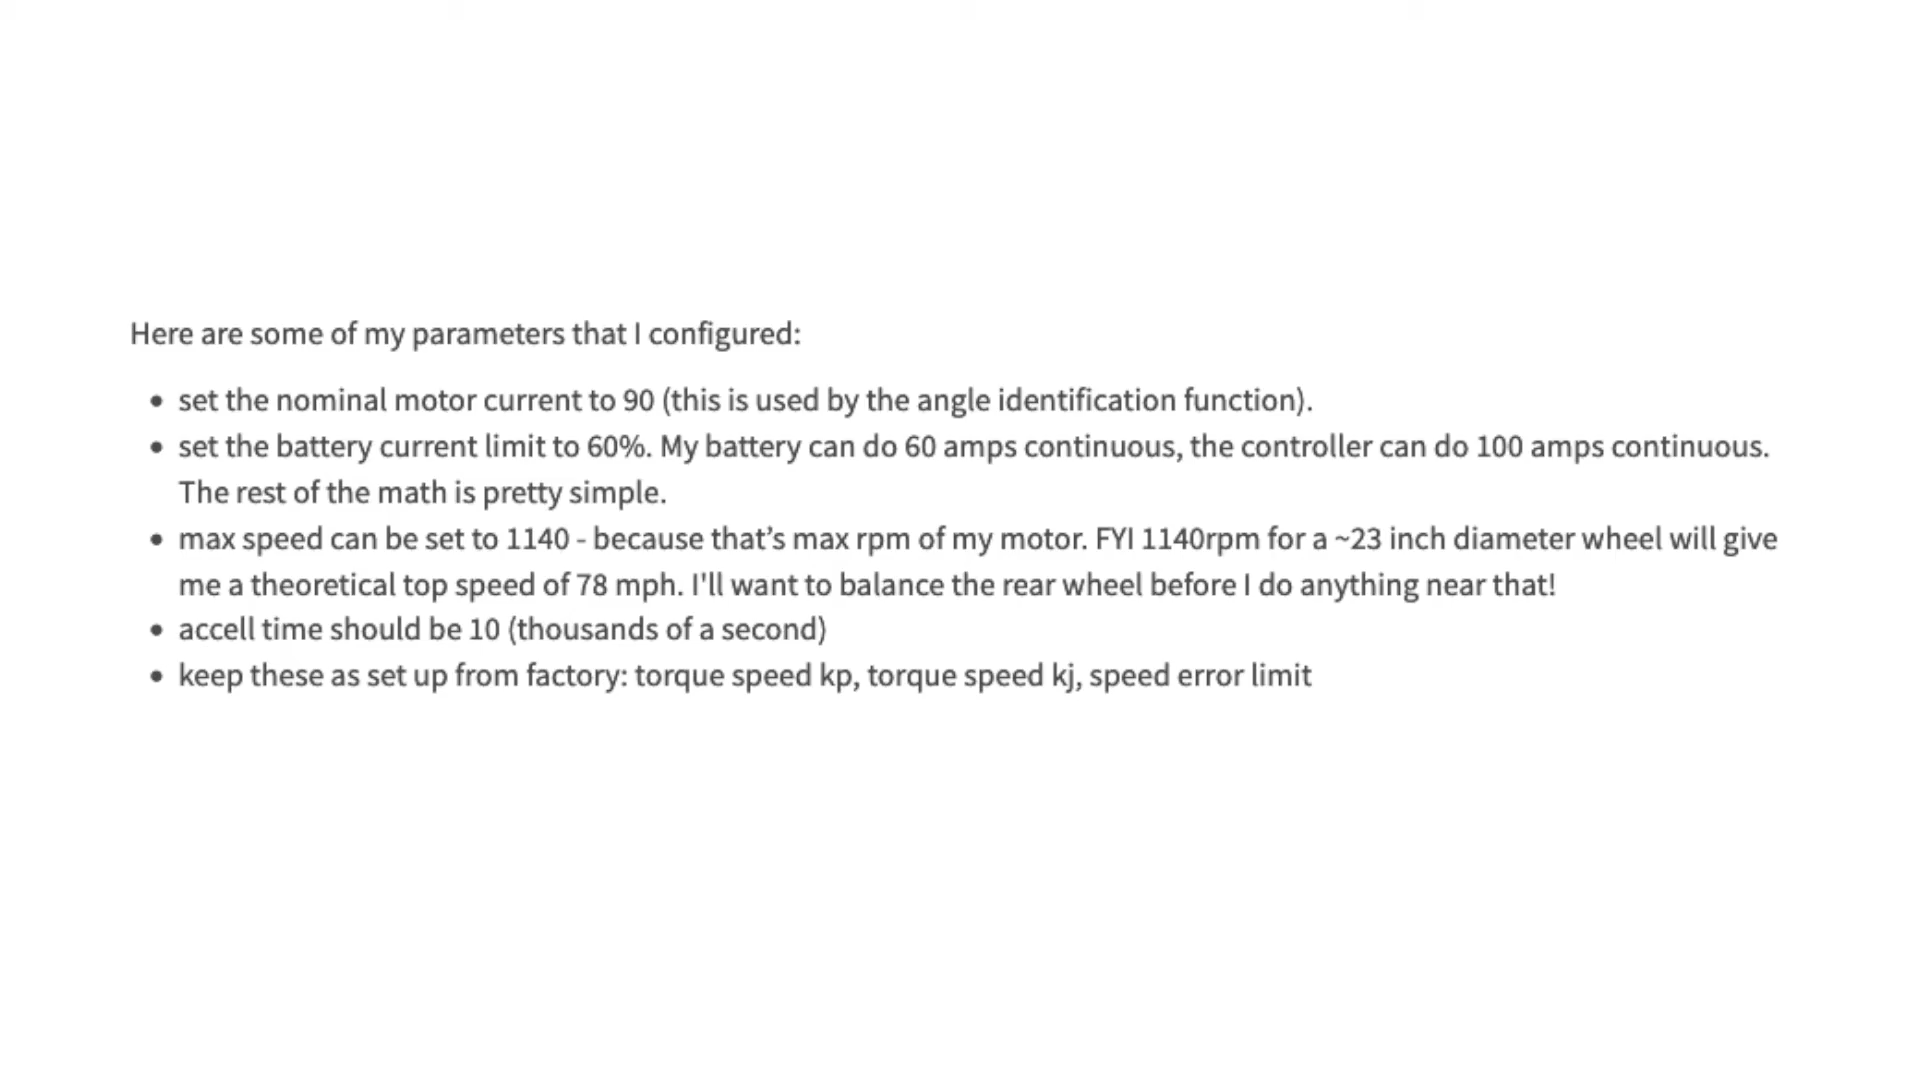 Here are some of my parameters that I configured:
• set the nominal motor current to 90 (this is used by the angle identification function).
• set the battery current limit to 60%. My battery can do 60 amps continuous, the controller can do 100 amps continuous.
The rest of the math is pretty simple.
• max speed can be set to 1140 - because that’s max rpm of my motor. FYI 1140rpm for a ~23 inch diameter wheel will give
me a theoretical top speed of 78 mph. I'll want to balance the rear wheel before I do anything near that!
• accell time should be 10 (thousands of a second)
• keep these as set up from factory: torque speed kp, torque speed kj, speed error limit